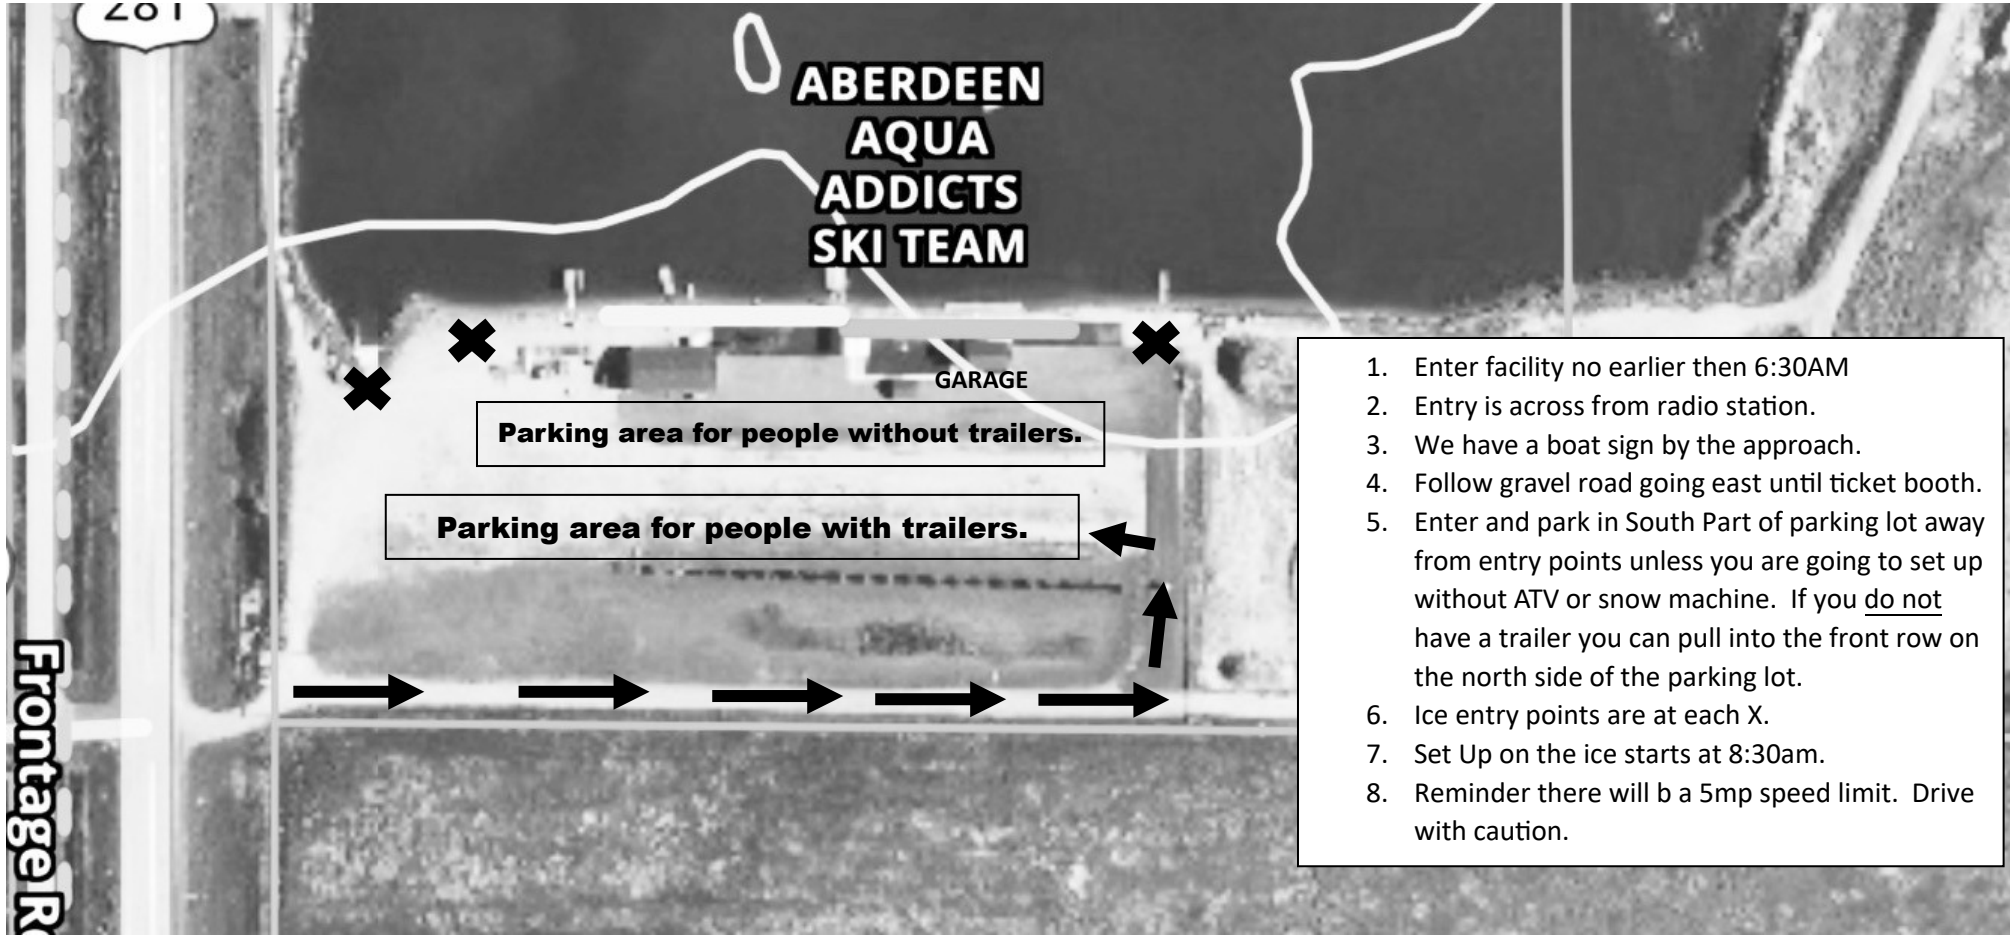 281
ABERDEEN
AQUA
ADDICTS
SKI TEAM
GARAGE
Parking area for people without trailers.
Parking area for people with trailers.
1. Enter facility no earlier then 6:30AM
2. Entry is across from radio station.
3. We have a boat sign by the approach.
4. Follow gravel road going east until ticket booth.
5. Enter and park in South Part of parking lot away
from entry points unless you are going to set up
without ATV or snow machine. If you do not
have a trailer you can pull into the front row on
the north side of the parking lot.
6. Ice entry points are at each X.
7. Set Up on the ice starts at 8:30am.
8. Reminder there will b a 5mp speed limit. Drive
with caution.
Frontage R